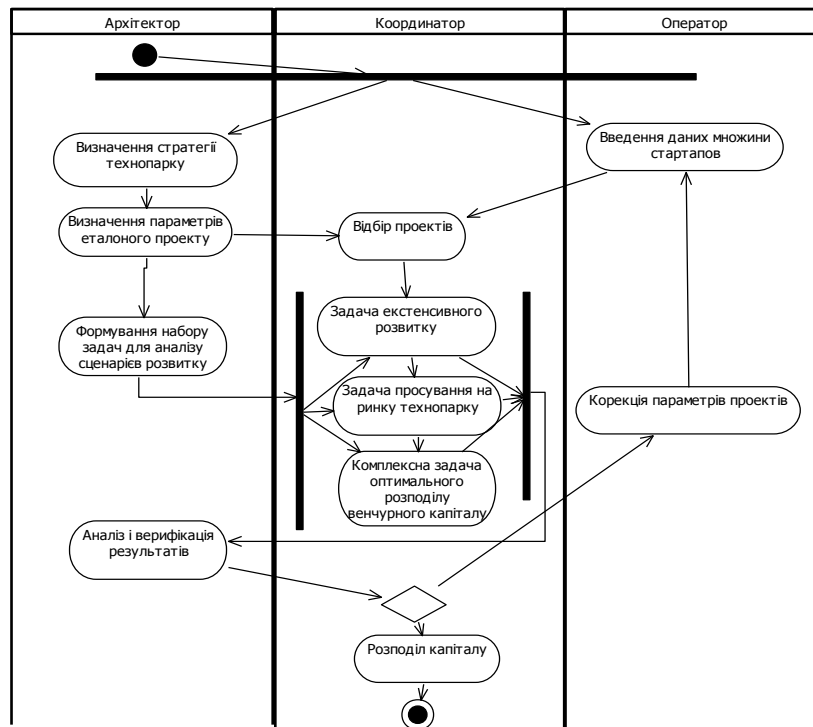 Архітектор
Координатор
Оператор
Визначення стратегії
технопарку
Введення даних множини
стартапов
Визначення параметрів
еталоного проекту
Відбір проектів
Формування набору
задач для аналізу
сценаріїв розвитку
Задача екстенсивного
розвитку
Задача просування на
ринку технопарку
Корекція параметрів проектів
Комплексна задача
оптимального
розподілу
венчурного капіталу
Аналіз і верифікація
результатів
Розподіл капіталу